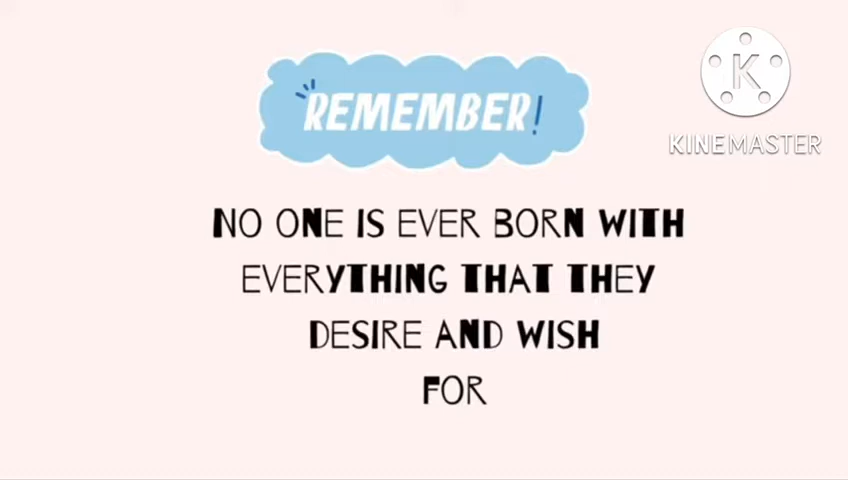 REMEMBER!
K
KINEMASTER
NO ONE IS EVER BORN WITH
EVERYTHING THAT THEY
DESIRE AND WISH
FOR